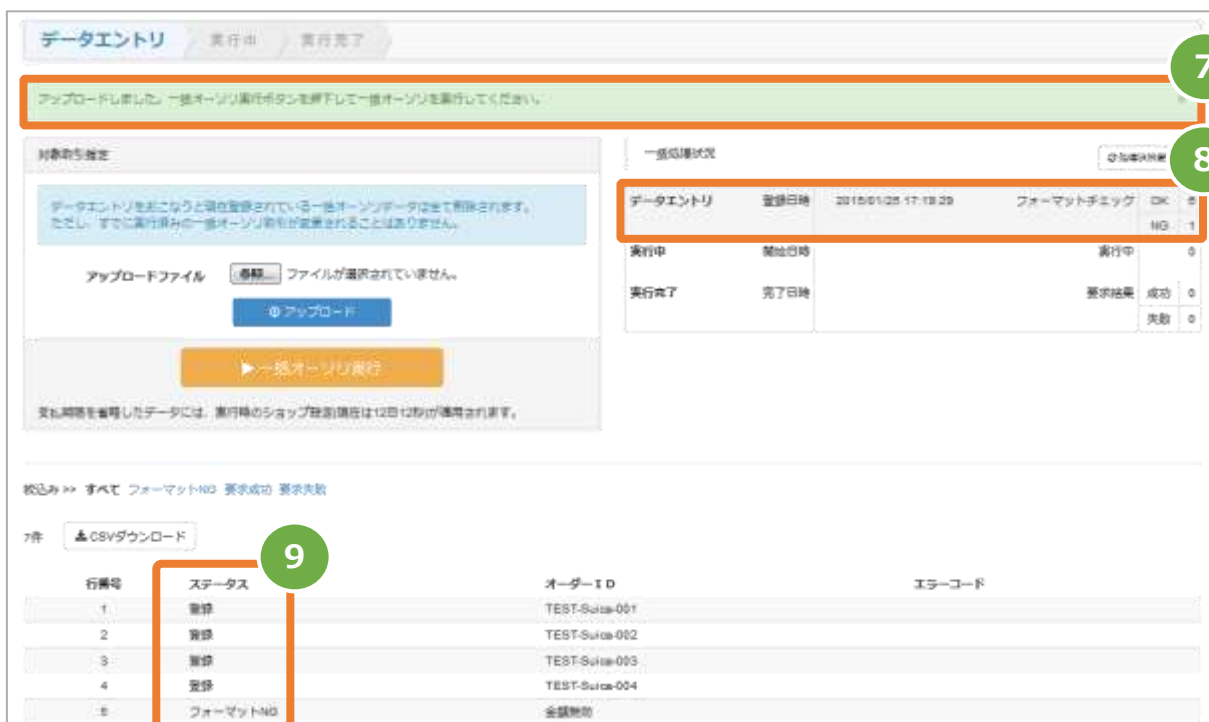 データエントリ 実行中 実行完了
7
アップロードしました。一括オーソリ実行ボタンを押下して一括オーソリを実行してください。
対象取引指定
データエントリをおこなうと現在登録されている一括オーソリデータは全て削除されます。
ただし、すでに実行済みの一括オーソリ取引が変更されることはありません。
アップロードファイル 参照... ファイルが選択されていません。
アップロード
一括オーソリ実行
支払期限を省略したデータには、実行時のショップ設定(現在は12日12秒)が適用されます。
一括処理状況
8
データエントリ 登録日時 2015/01/28 17:19:29 フォーマットチェック OK 6
NG 1
実行中 開始日時 実行中 0
実行完了 完了日時 要求結果 成功 0
失敗 0
絞込み >> すべて フォーマットNG 要求成功 要求失敗
7件 CSVダウンロード
9
行番号 ステータス オーダーID エラーコード
1 登録 TEST-Suica-001
2 登録 TEST-Suica-002
3 登録 TEST-Suica-003
4 登録 TEST-Suica-004
5 フォーマットNG 金額無効